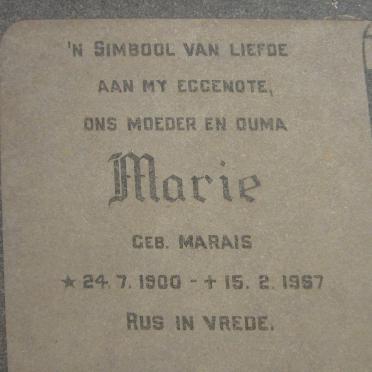 'N SIMBOOL VAN LIEFDE
AAN MY EGGENOTE,
ONS MOEDER EN OUMA
Marie
GEB. MARAIS
★ 24. 7. 1900 - ✝ 15. 2. 1967
RUS IN VREDE.